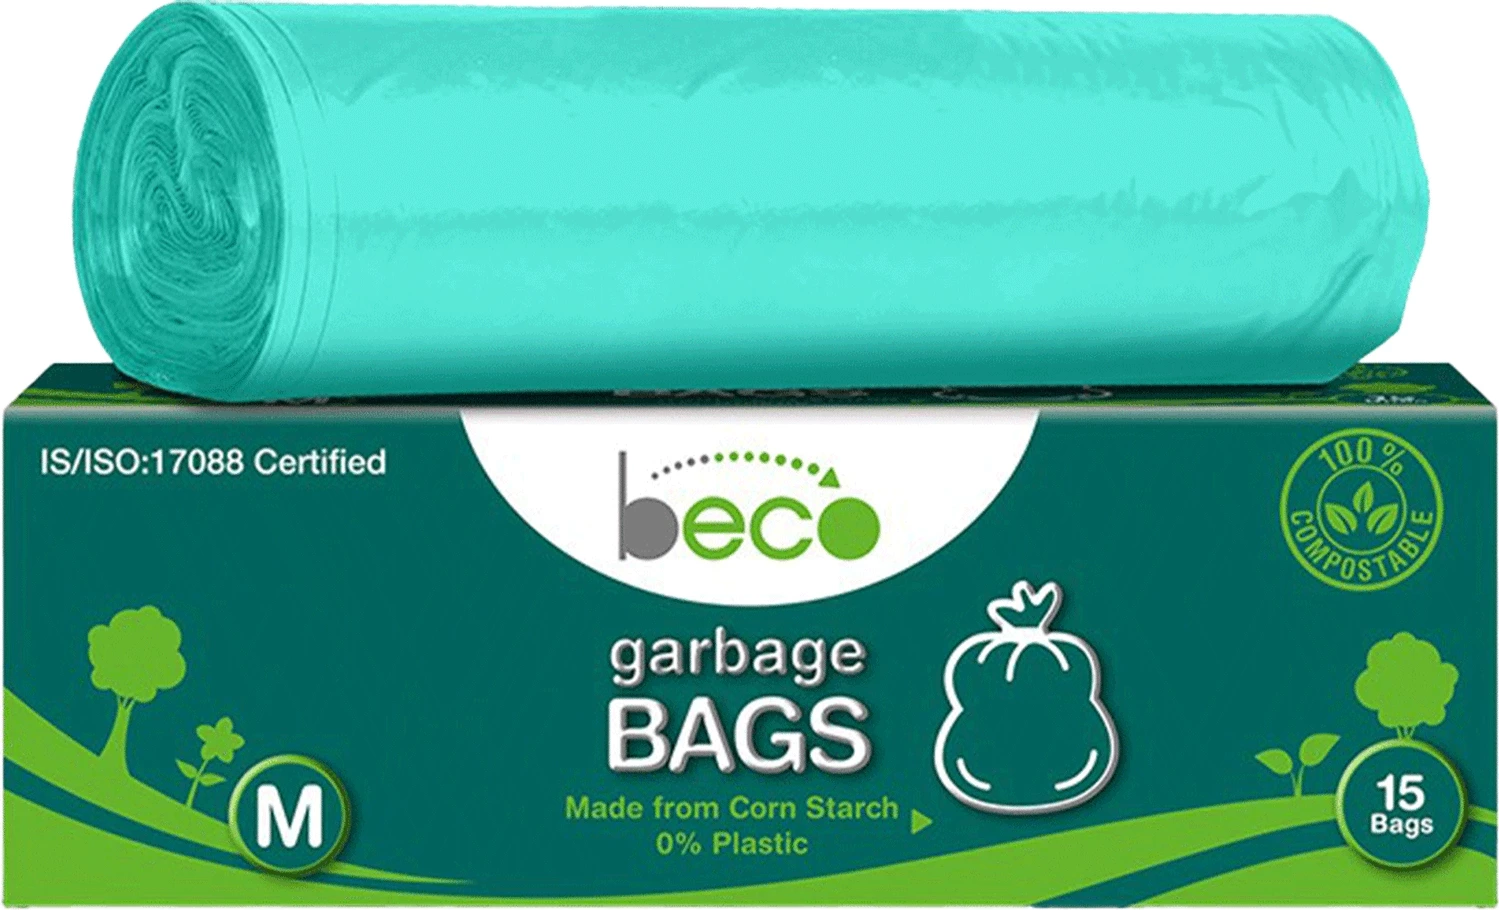 IS/ISO:17088 Certified
beco
100%
COMPOSTABLE
garbage
BAGS
Made from Corn Starch
0% Plastic
M
15
Bags